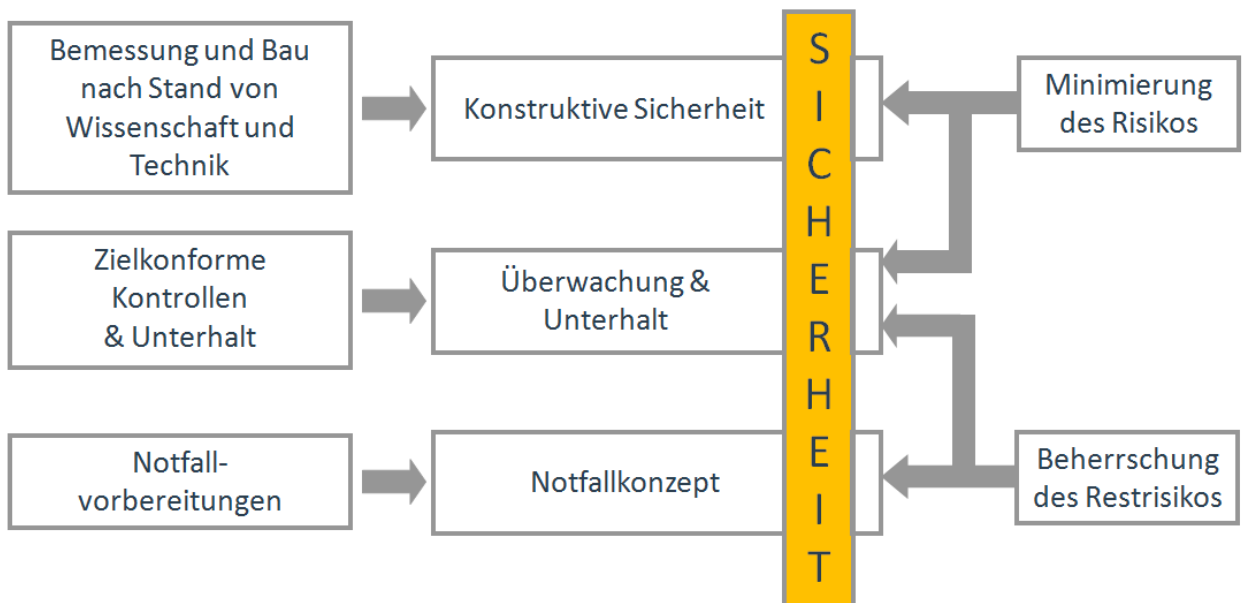 Bemessung und Bau
nach Stand von
Wissenschaft und
Technik
Konstruktive Sicherheit
Minimierung
des Risikos
Zielkonforme
Kontrollen
& Unterhalt
Überwachung &
Unterhalt
Notfall-
vorbereitungen
Notfallkonzept
Beherrschung
des Restrisikos
S
I
C
H
E
R
H
E
I
T